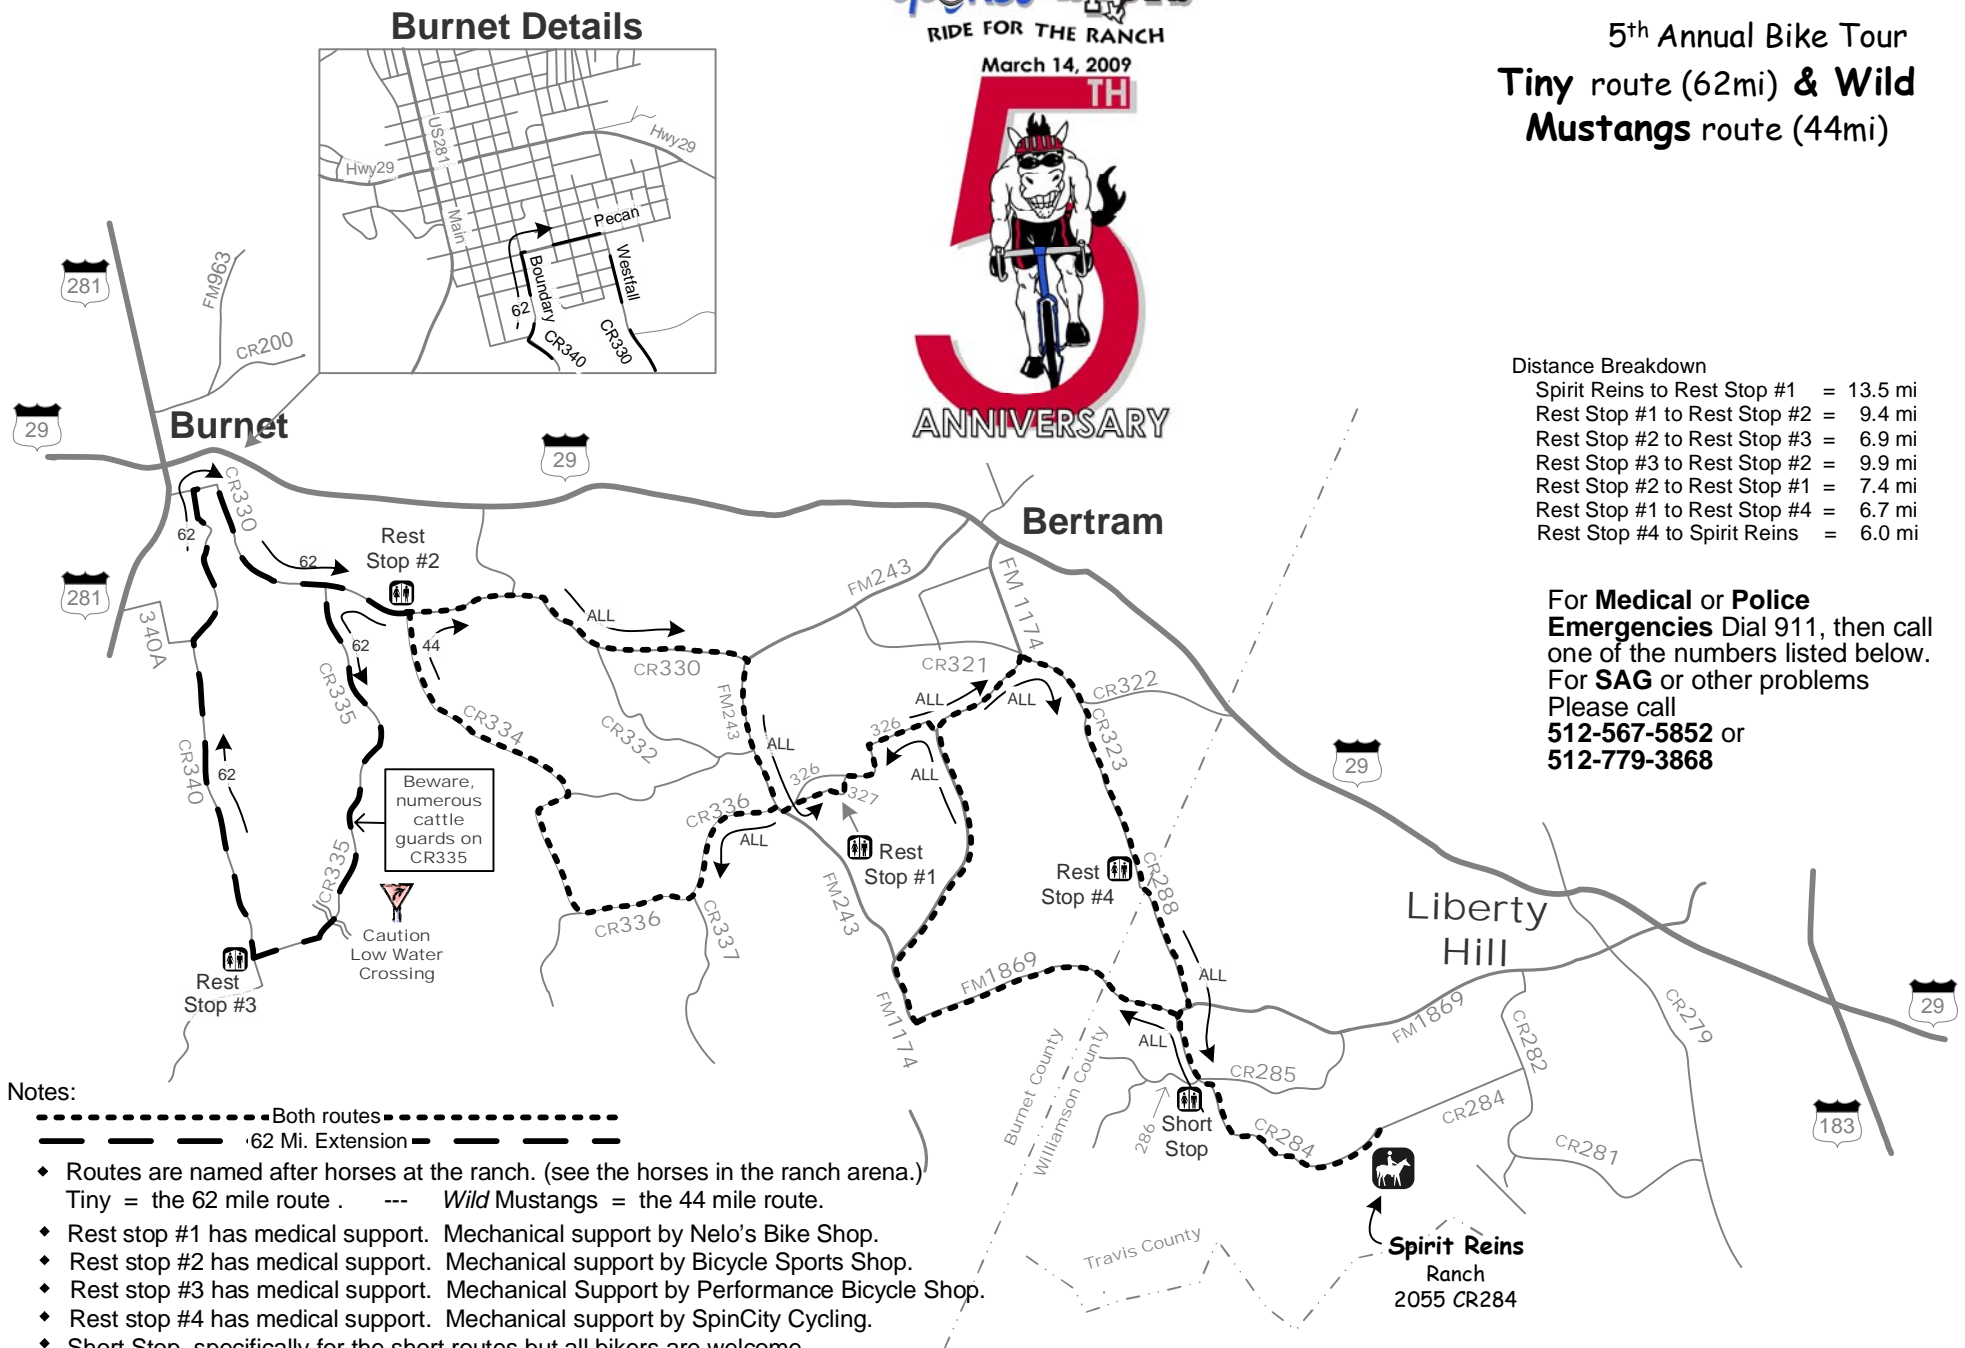 Burnet Details
US281
Hwy29
Hwy29
Main
Pecan
Boundary
Westfall
62
CR340
CR330
RIDE FOR THE RANCH
March 14, 2009
5TH
ANNIVERSARY
5th Annual Bike Tour
Tiny route (62mi) & Wild
Mustangs route (44mi)
Distance Breakdown
Spirit Reins to Rest Stop #1 = 13.5 mi
Rest Stop #1 to Rest Stop #2 = 9.4 mi
Rest Stop #2 to Rest Stop #3 = 6.9 mi
Rest Stop #3 to Rest Stop #2 = 9.9 mi
Rest Stop #2 to Rest Stop #1 = 7.4 mi
Rest Stop #1 to Rest Stop #4 = 6.7 mi
Rest Stop #4 to Spirit Reins = 6.0 mi
For Medical or Police
Emergencies Dial 911, then call
one of the numbers listed below.
For SAG or other problems
Please call
512-567-5852 or
512-779-3868
281
FM963
CR200
29
Burnet
29
CR330
62
62
Rest
Stop #2
Bertram
281
340A
FM243
FM 1174
ALL
62
44
CR335
CR330
CR321
CR322
CR334
CR332
FM243
ALL
ALL
ALL
326
CR323
CR340
62
Beware,
numerous
cattle
guards on
CR335
326
327
ALL
CR336
ALL
29
Rest
Stop #1
Rest
Stop #4
CR288
CR335
FM243
Caution
Low Water
Crossing
CR336
CR337
Liberty
Hill
Rest
Stop #3
FM1869
FM1174
ALL
ALL
FM1869
CR279
29
CR282
Burnet County
Williamson County
CR285
286
Short
Stop
CR284
CR284
CR281
183
Travis County
Spirit Reins
Ranch
2055 CR284
Notes:
Both routes
62 Mi. Extension
Routes are named after horses at the ranch. (see the horses in the ranch arena.)
Tiny = the 62 mile route . --- Wild Mustangs = the 44 mile route.
Rest stop #1 has medical support. Mechanical support by Nelo's Bike Shop.
Rest stop #2 has medical support. Mechanical support by Bicycle Sports Shop.
Rest stop #3 has medical support. Mechanical Support by Performance Bicycle Shop.
Rest stop #4 has medical support. Mechanical support by SpinCity Cycling.
Short Stop, specifically for the short routes but all bikers are welcome